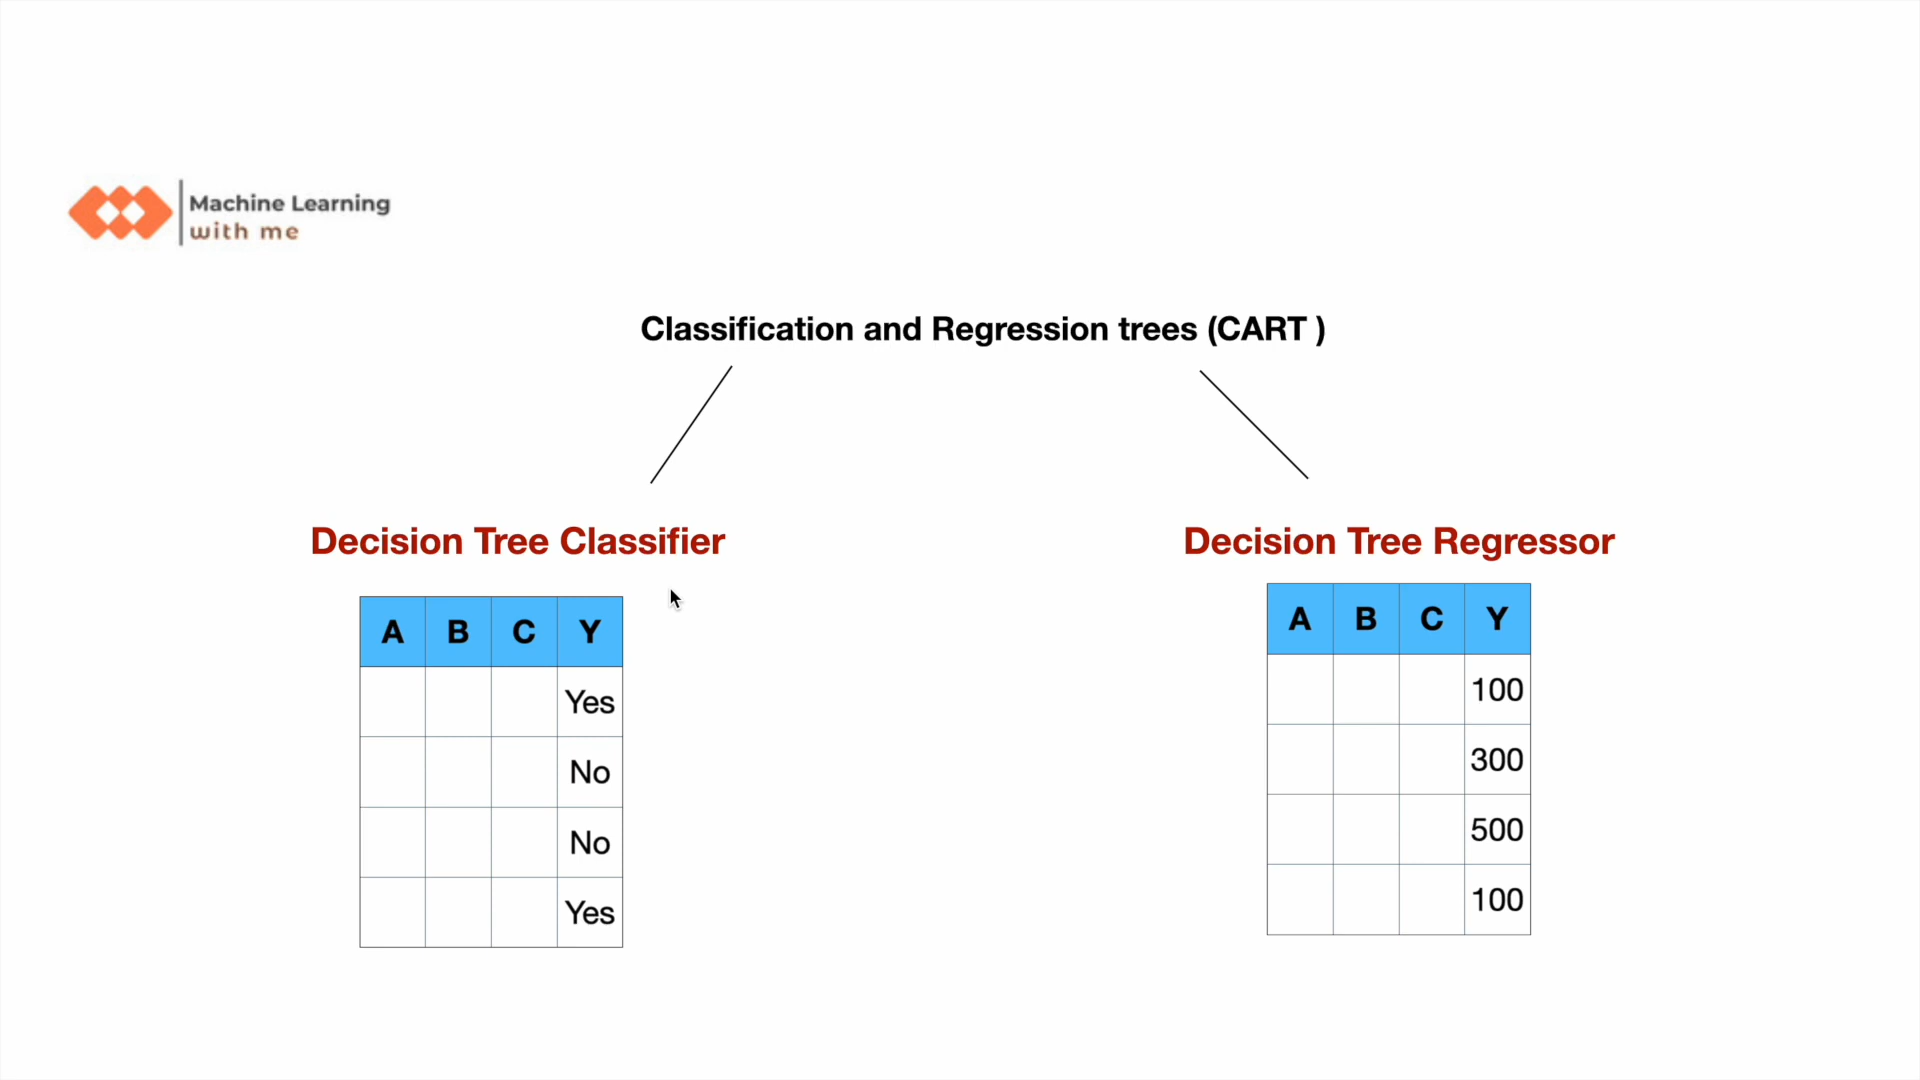 Machine Learning
with me
Classification and Regression trees (CART )
Decision Tree Classifier
A B C Y
Yes
No
No
Yes
Decision Tree Regressor
A B C Y
100
300
500
100